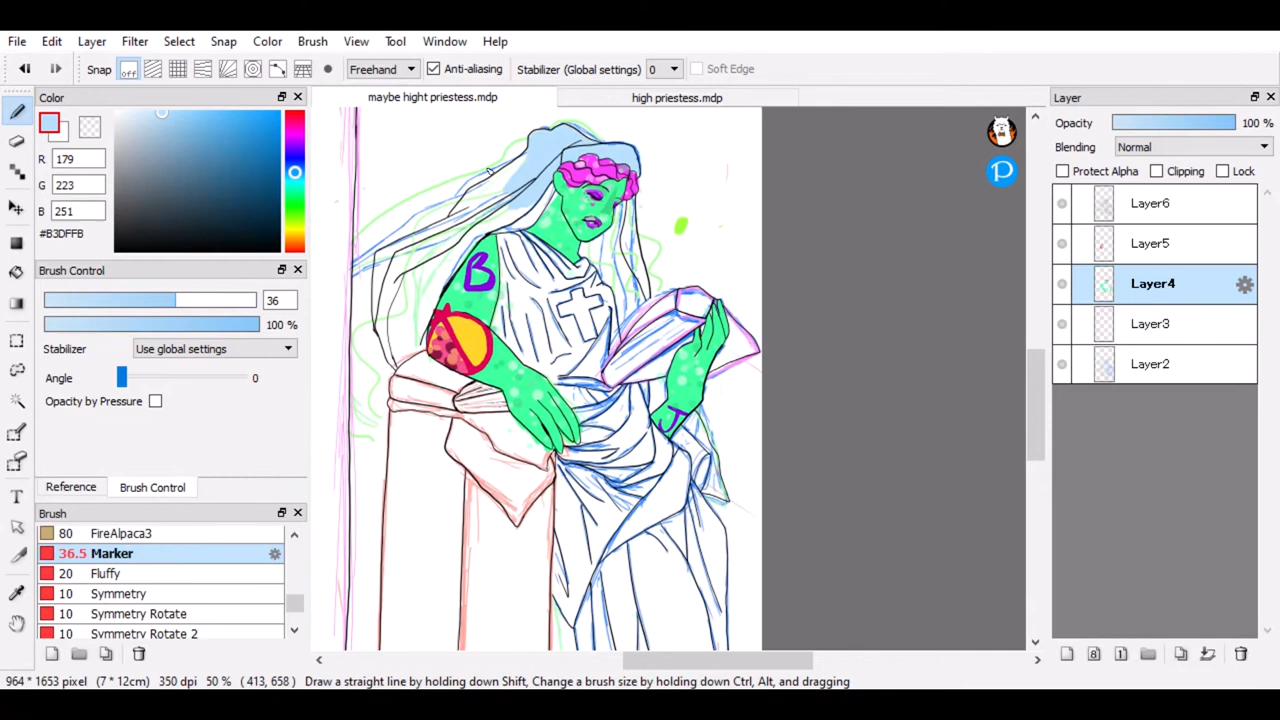 File Edit Layer Filter Select Snap Color Brush View Tool Window Help
Snap off Freehand Anti-aliasing Stabilizer (Global settings) 0 Soft Edge
Color
maybe hight priestess.mdp
high priestess.mdp
Layer
Opacity 100 %
Blending Normal
Protect Alpha Clipping Lock
R 179
G 223
B 251
#B3DFFB
Layer6
Layer5
Layer4
Layer3
Layer2
Brush Control
36
100 %
Stabilizer Use global settings
Angle 0
Opacity by Pressure
Reference Brush Control
Brush
80 FireAlpaca3
36.5 Marker
20 Fluffy
10 Symmetry
10 Symmetry Rotate
10 Symmetry Rotate 2
B
J
P
T
8 1
964 * 1653 pixel (7 * 12cm) 350 dpi 50 % ( 413, 658 ) Draw a straight line by holding down Shift, Change a brush size by holding down Ctrl, Alt, and dragging